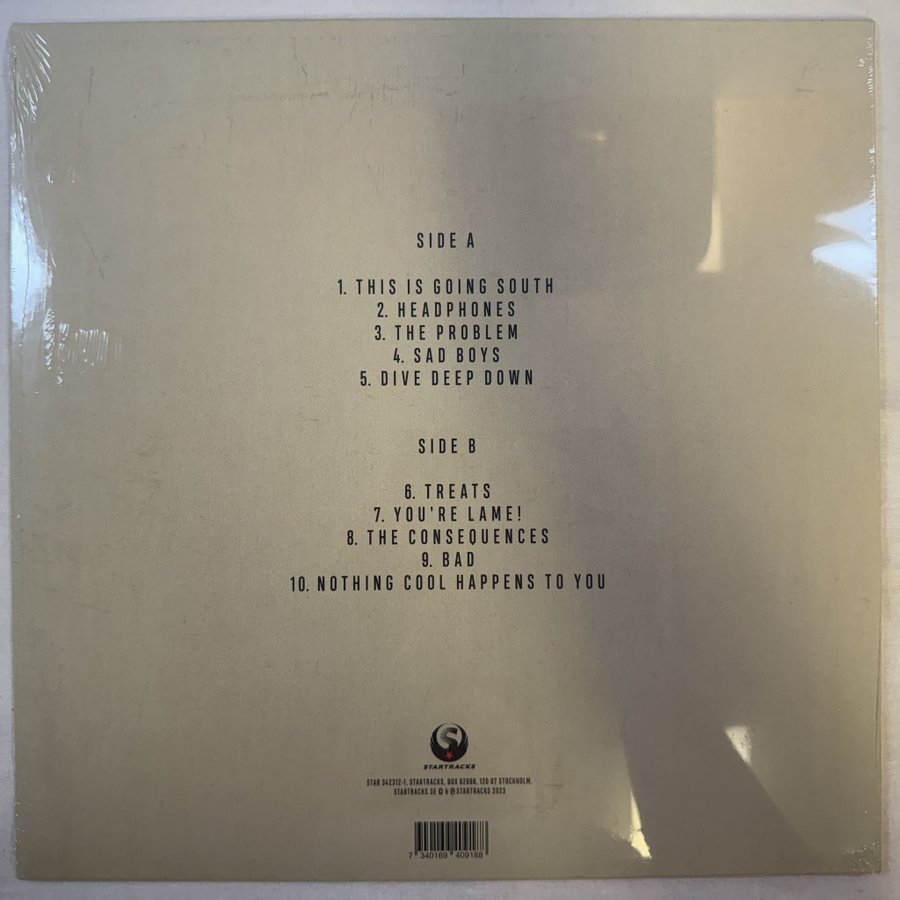 SIDE A
1. THIS IS GOING SOUTH
2. HEADPHONES
3. THE PROBLEM
4. SAD BOYS
5. DIVE DEEP DOWN
SIDE B
6. TREATS
7. YOU'RE LAME!
8. THE CONSEQUENCES
9. BAD
10. NOTHING COOL HAPPENS TO YOU
STARTRACKS
STAR 342312-1, STARTRACKS, BOX 92088, 120 07 STOCKHOLM,
STARTRACKS.SE © & ℗ STARTRACKS 2023
7 340169 409188